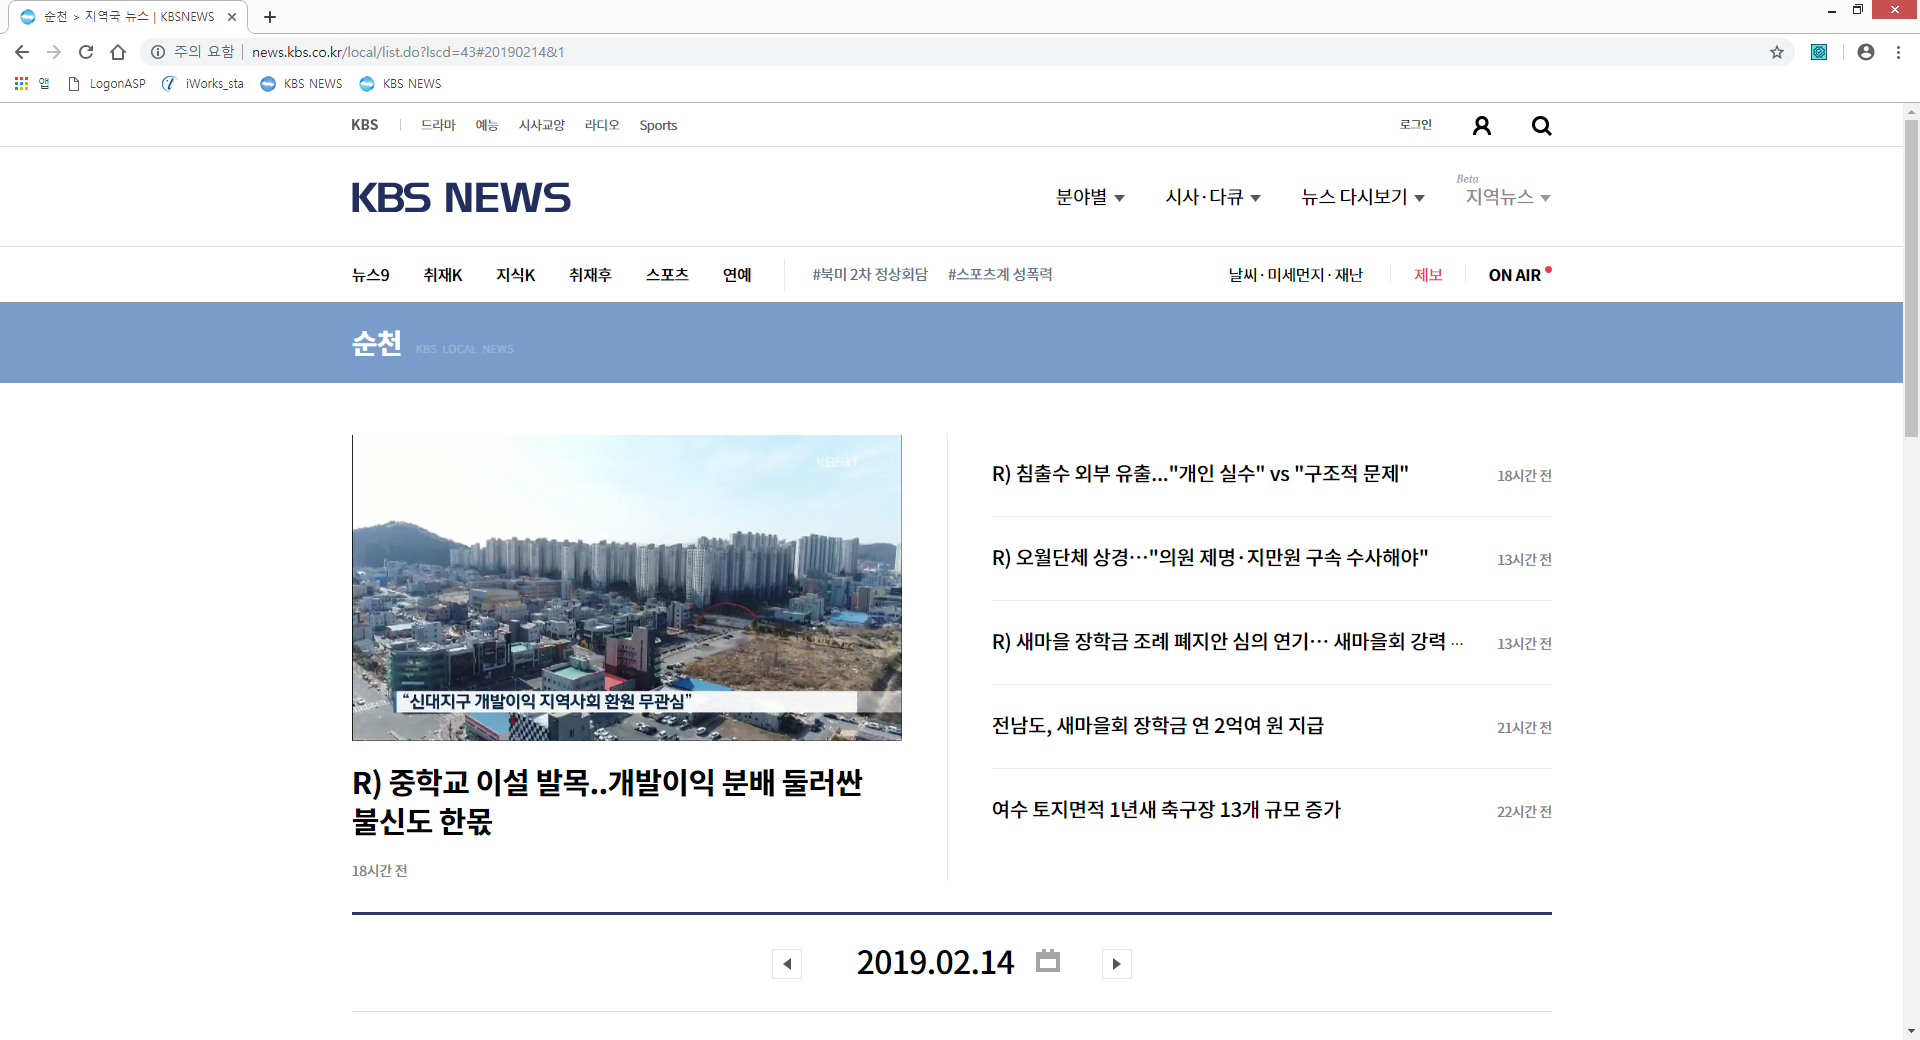 순천 > 지역국 뉴스 | KBSNEWS
주의 요함 | news.kbs.co.kr/local/list.do?lscd=43#20190214&1
앱 LogonASP iWorks_sta KBS NEWS KBS NEWS
KBS 드라마 예능 시사교양 라디오 Sports 로그인
KBS NEWS 분야별 시사·다큐 뉴스 다시보기 Beta 지역뉴스
뉴스9 취재K 지식K 취재후 스포츠 연예 #북미 2차 정상회담 #스포츠계 성폭력 날씨·미세먼지·재난 제보 ON AIR
순천 KBS LOCAL NEWS
KBS
“신대지구 개발이익 지역사회 환원 무관심”
R) 중학교 이설 발목..개발이익 분배 둘러싼
불신도 한몫
18시간 전
R) 침출수 외부 유출..."개인 실수" vs "구조적 문제" 18시간 전
R) 오월단체 상경…"의원 제명·지만원 구속 수사해야" 13시간 전
R) 새마을 장학금 조례 폐지안 심의 연기… 새마을회 강력 … 13시간 전
전남도, 새마을회 장학금 연 2억여 원 지급 21시간 전
여수 토지면적 1년새 축구장 13개 규모 증가 22시간 전
2019.02.14